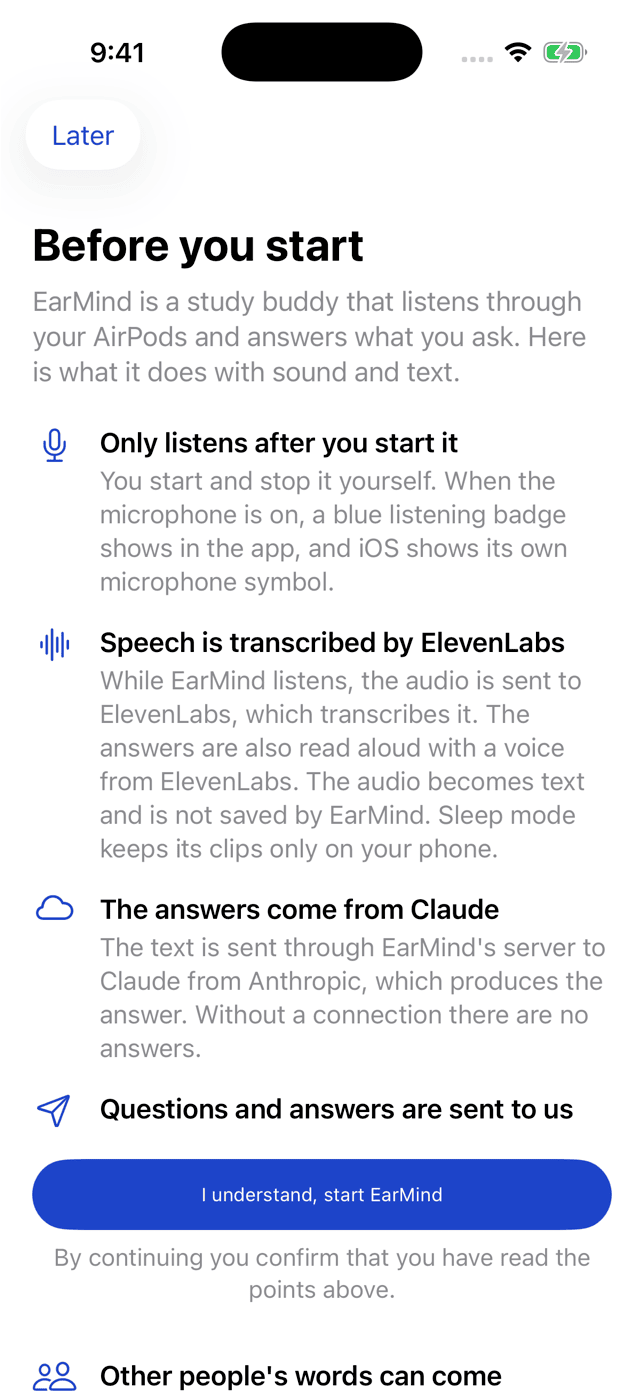 9:41
Later
Before you start
EarMind is a study buddy that listens through
your AirPods and answers what you ask. Here
is what it does with sound and text.
Only listens after you start it
You start and stop it yourself. When the
microphone is on, a blue listening badge
shows in the app, and iOS shows its own
microphone symbol.
Speech is transcribed by ElevenLabs
While EarMind listens, the audio is sent to
ElevenLabs, which transcribes it. The
answers are also read aloud with a voice
from ElevenLabs. The audio becomes text
and is not saved by EarMind. Sleep mode
keeps its clips only on your phone.
The answers come from Claude
The text is sent through EarMind's server to
Claude from Anthropic, which produces the
answer. Without a connection there are no
answers.
Questions and answers are sent to us
I understand, start EarMind
By continuing you confirm that you have read the
points above.
Other people's words can come